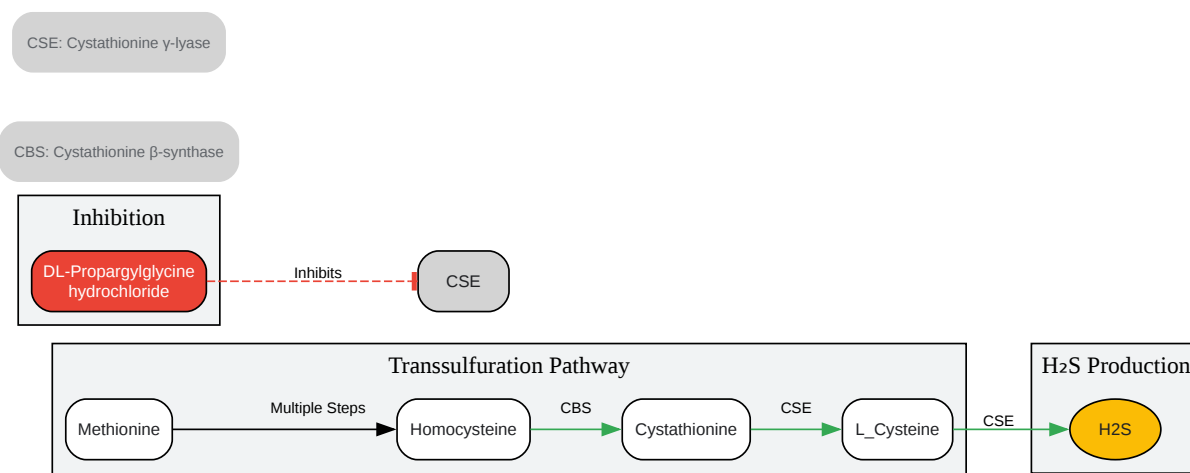 CSE: Cystathionine γ-lyase
CBS: Cystathionine β-synthase
Inhibition
DL-Propargylglycine
hydrochloride
Inhibits
CSE
Transsulfuration Pathway
H₂S Production
Methionine
Multiple Steps
Homocysteine
CBS
Cystathionine
CSE
L_Cysteine
CSE
H2S